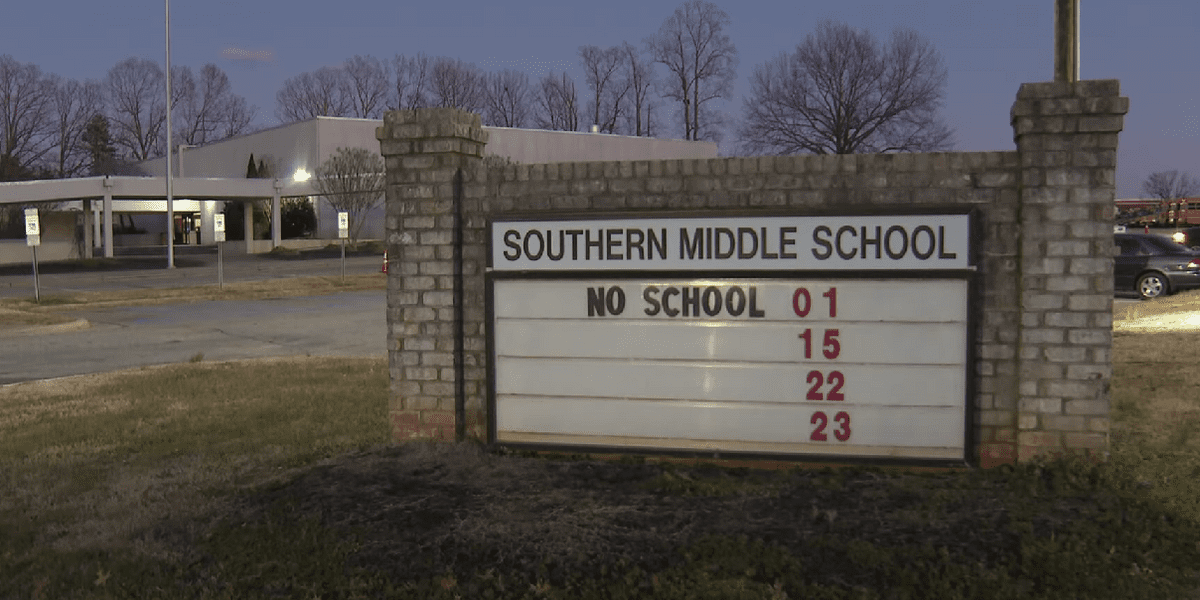 SOUTHERN MIDDLE SCHOOL
NO SCHOOL 01
15
22
23